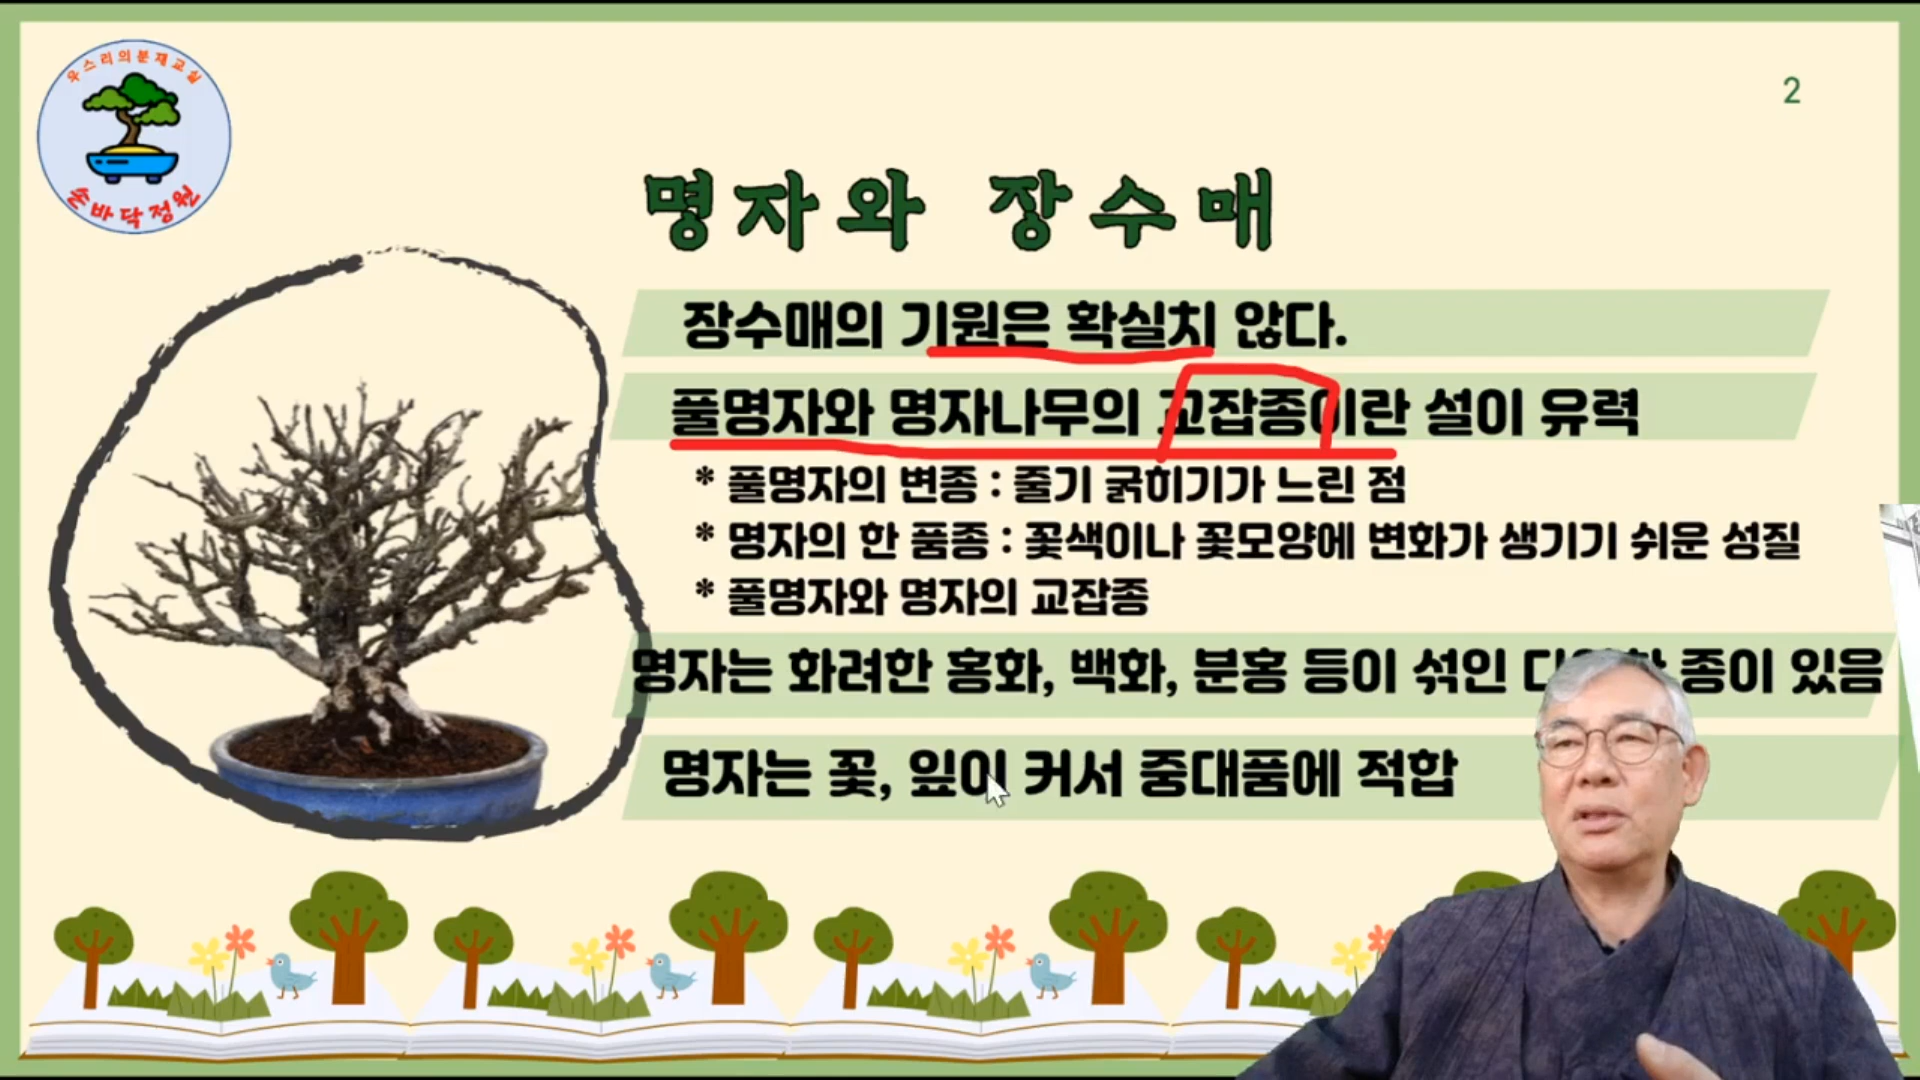 우스리의분재교실
손바닥정원
2
명자와 장수매
장수매의 기원은 확실치 않다.
풀명자와 명자나무의 교잡종이란 설이 유력
* 풀명자의 변종 : 줄기 굵히기가 느린 점
* 명자의 한 품종 : 꽃색이나 꽃모양에 변화가 생기기 쉬운 성질
* 풀명자와 명자의 교잡종
명자는 화려한 홍화, 백화, 분홍 등이 섞인 종이 있음
명자는 꽃, 잎이 커서 중대품에 적합